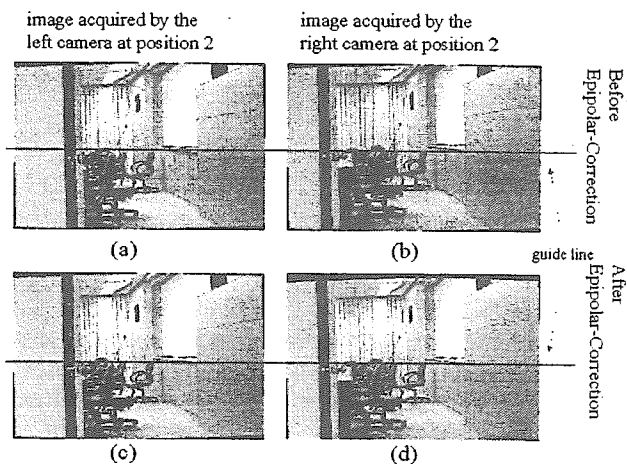 image acquired by the
left camera at position 2
image acquired by the
right camera at position 2
Before
Epipolar-Correction
(a)
(b)
guide line
After
Epipolar-Correction
(c)
(d)